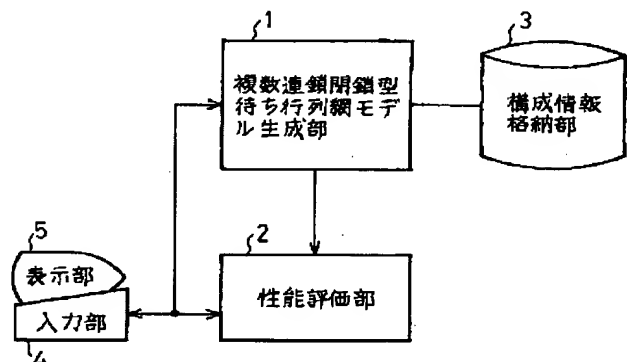 1
複数連鎖閉鎖型
待ち行列網モデ
ル生成部
3
構成情報
格納部
2
性能評価部
5
表示部
入力部
4